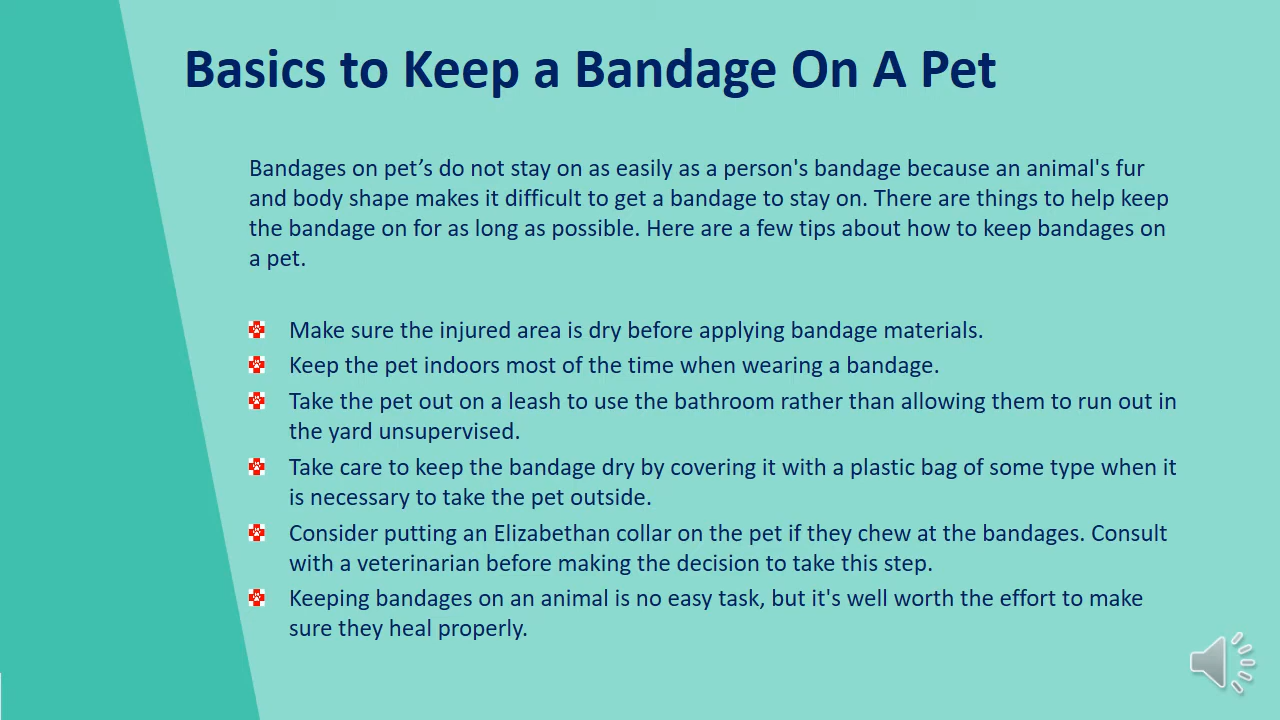 Basics to Keep a Bandage On A Pet
Bandages on pet’s do not stay on as easily as a person's bandage because an animal's fur
and body shape makes it difficult to get a bandage to stay on. There are things to help keep
the bandage on for as long as possible. Here are a few tips about how to keep bandages on
a pet.
Make sure the injured area is dry before applying bandage materials.
Keep the pet indoors most of the time when wearing a bandage.
Take the pet out on a leash to use the bathroom rather than allowing them to run out in
the yard unsupervised.
Take care to keep the bandage dry by covering it with a plastic bag of some type when it
is necessary to take the pet outside.
Consider putting an Elizabethan collar on the pet if they chew at the bandages. Consult
with a veterinarian before making the decision to take this step.
Keeping bandages on an animal is no easy task, but it's well worth the effort to make
sure they heal properly.